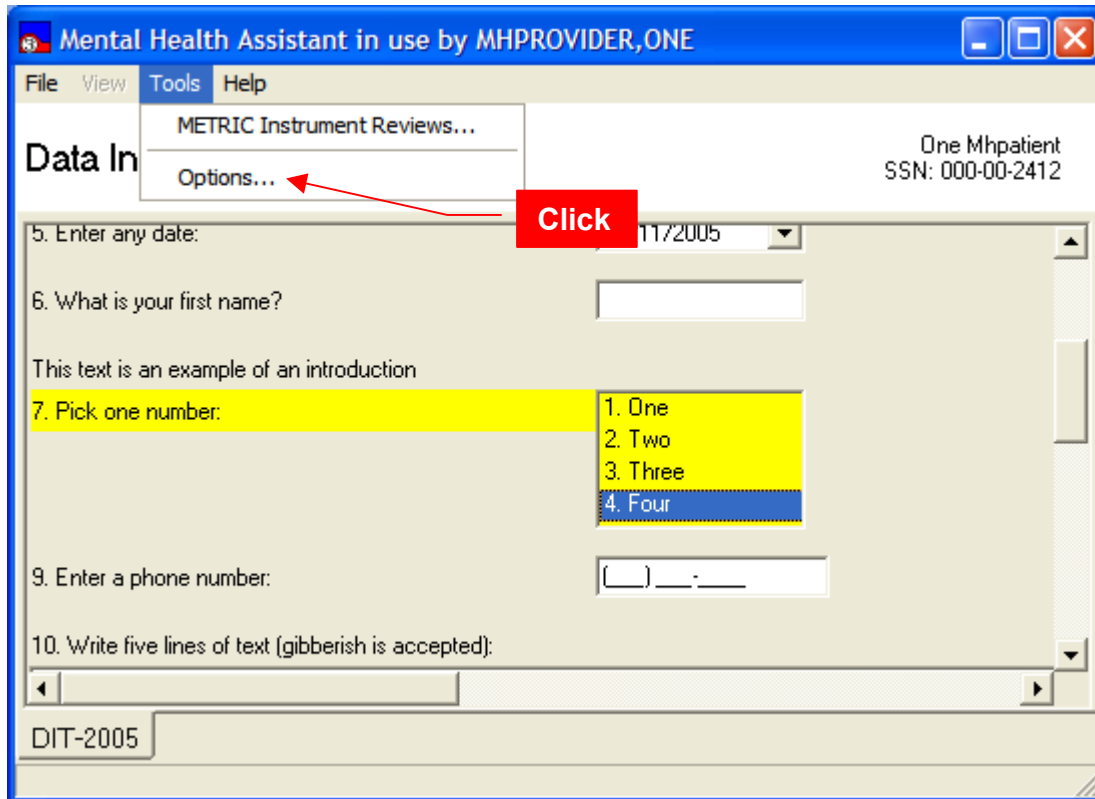 Mental Health Assistant in use by MHPROVIDER,ONE
File View Tools Help
METRIC Instrument Reviews...
Options...
Data In
One Mhpatient
SSN: 000-00-2412
Click
5. Enter any date:
11/2005
6. What is your first name?
This text is an example of an introduction
7. Pick one number:
1. One
2. Two
3. Three
4. Four
9. Enter a phone number:
(___) ___-____
10. Write five lines of text (gibberish is accepted):
DIT-2005